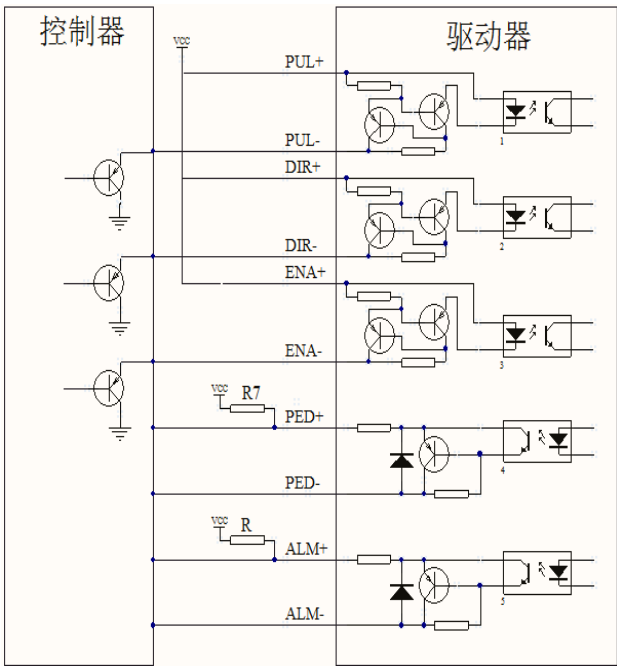 控制器
驱动器
VCC
PUL+
1
PUL-
DIR+
2
DIR-
ENA+
3
ENA-
VCC
R7
PED+
4
PED-
VCC
R
ALM+
5
ALM-